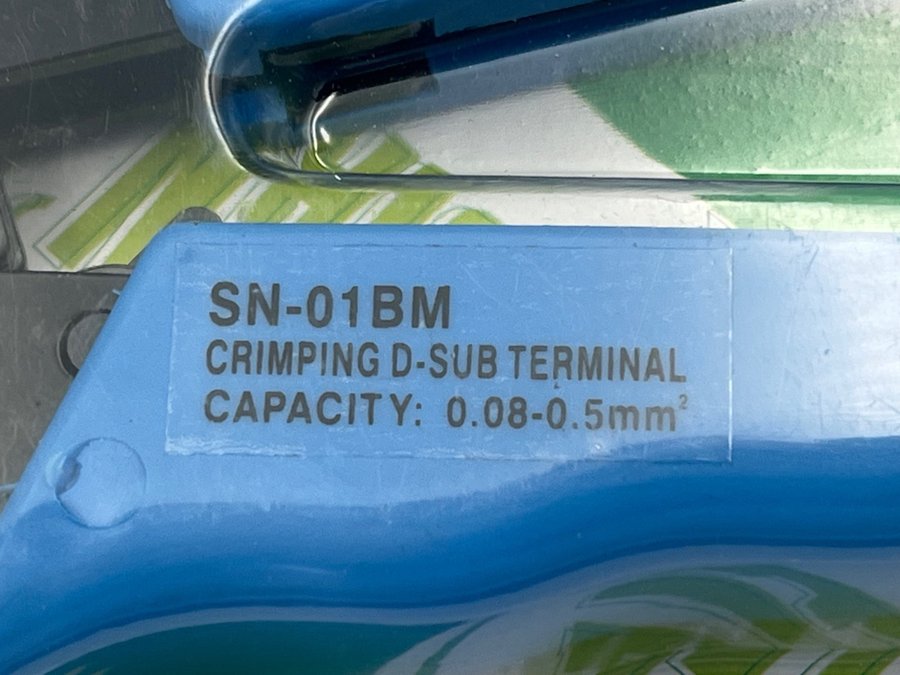 SN-01BM
CRIMPING D-SUB TERMINAL
CAPACITY: 0.08-0.5mm²